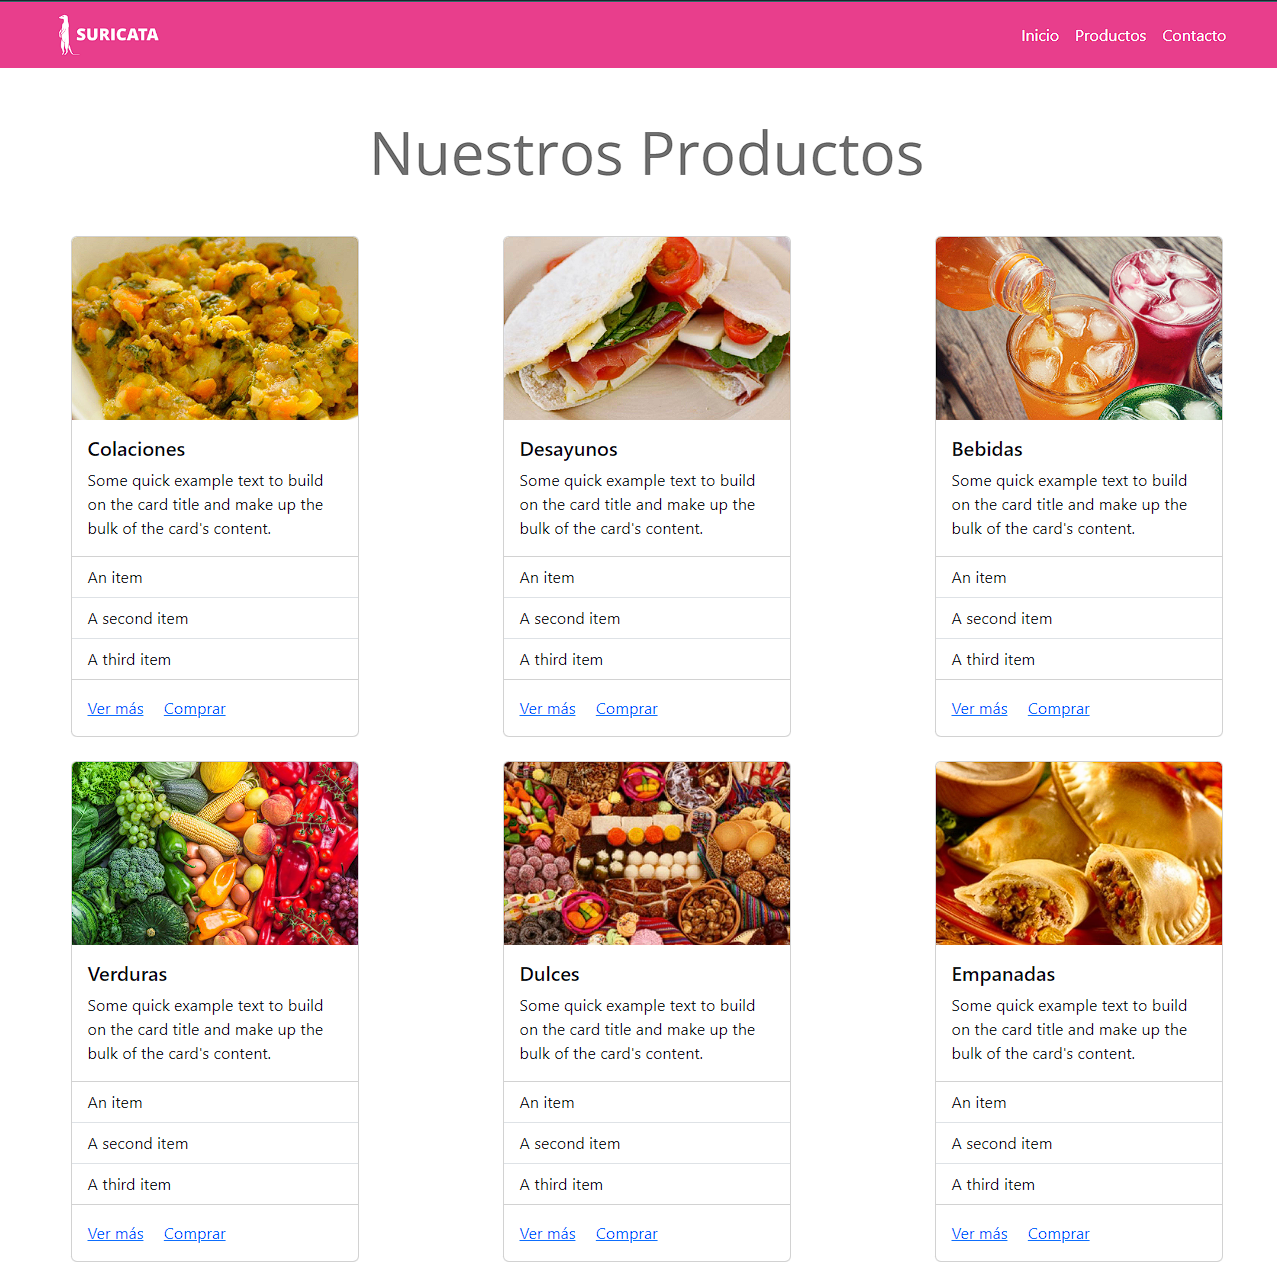 SURICATA
Inicio Productos Contacto
Nuestros Productos
Colaciones
Some quick example text to build
on the card title and make up the
bulk of the card's content.
An item
A second item
A third item
Ver más Comprar
Desayunos
Some quick example text to build
on the card title and make up the
bulk of the card's content.
An item
A second item
A third item
Ver más Comprar
Bebidas
Some quick example text to build
on the card title and make up the
bulk of the card's content.
An item
A second item
A third item
Ver más Comprar
Verduras
Some quick example text to build
on the card title and make up the
bulk of the card's content.
An item
A second item
A third item
Ver más Comprar
Dulces
Some quick example text to build
on the card title and make up the
bulk of the card's content.
An item
A second item
A third item
Ver más Comprar
Empanadas
Some quick example text to build
on the card title and make up the
bulk of the card's content.
An item
A second item
A third item
Ver más Comprar